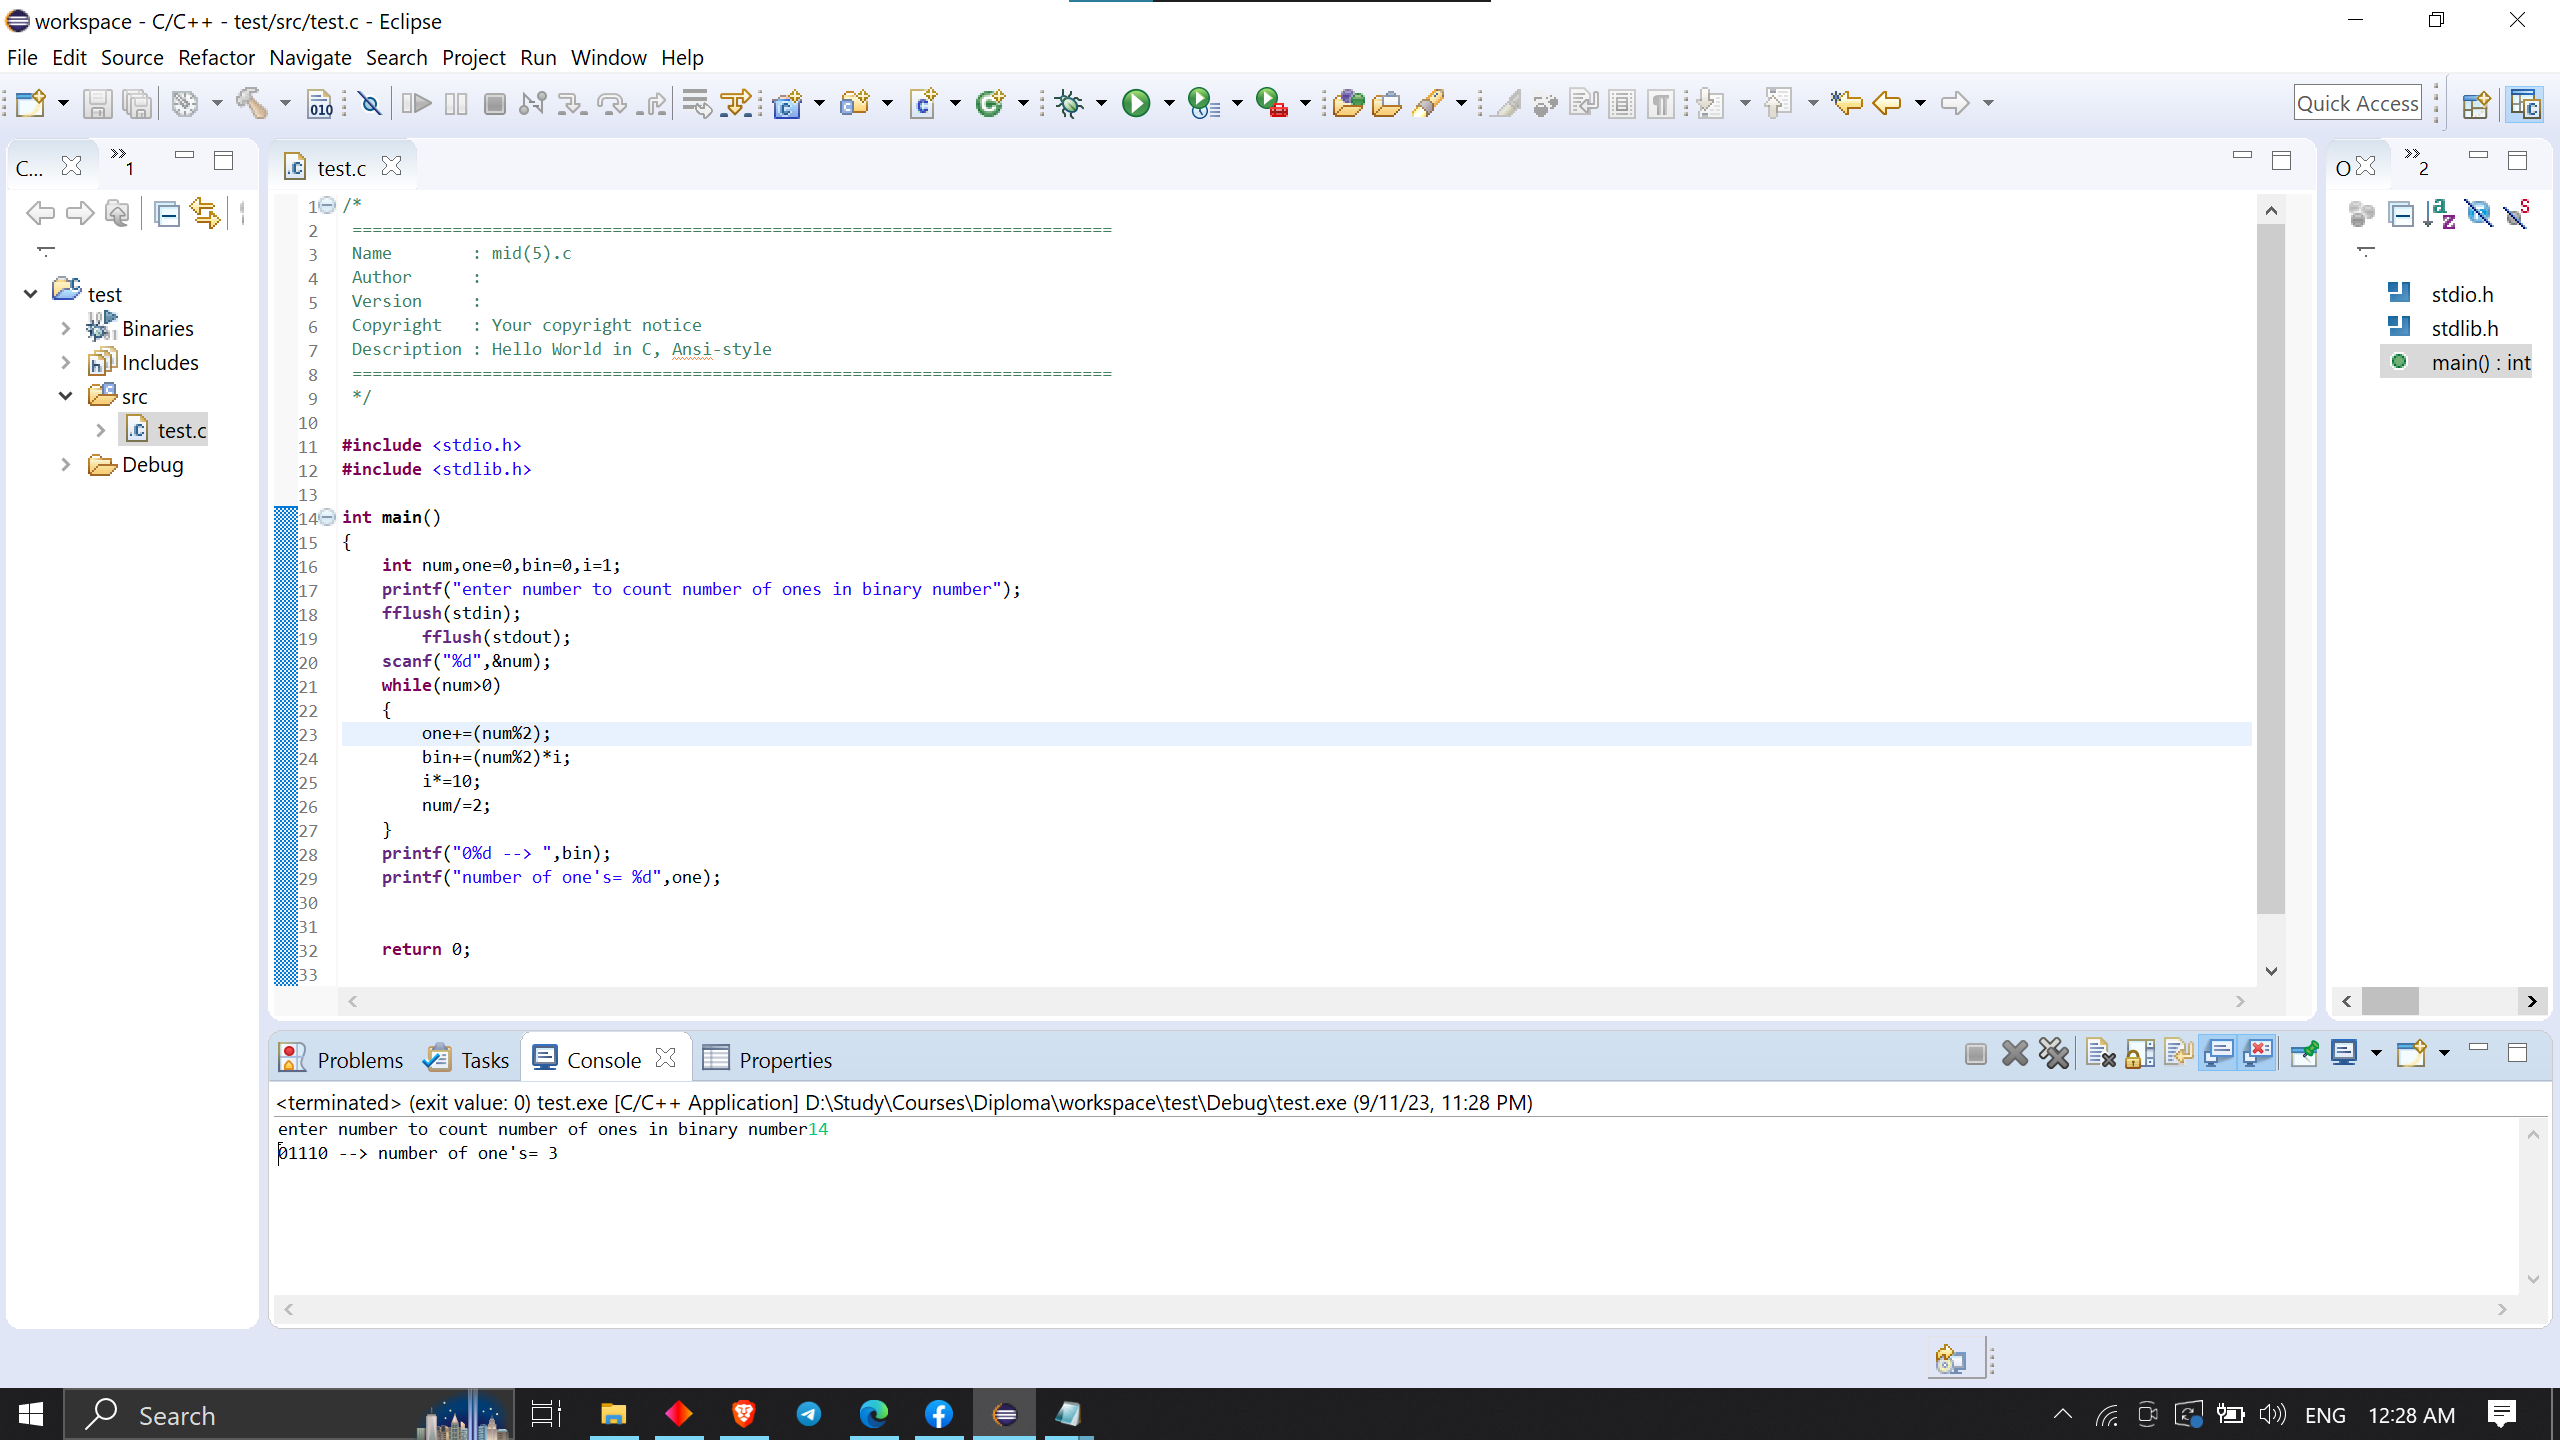 workspace - C/C++ - test/src/test.c - Eclipse
File Edit Source Refactor Navigate Search Project Run Window Help
010
Quick Access
C...
1
test
Binaries
Includes
src
test.c
Debug
test.c
1 /*
2 ============================================================================
3 Name        : mid(5).c
4 Author      :
5 Version     :
6 Copyright   : Your copyright notice
7 Description : Hello World in C, Ansi-style
8 ============================================================================
9 */
10
11 #include <stdio.h>
12 #include <stdlib.h>
13
14 int main()
15 {
16     int num,one=0,bin=0,i=1;
17     printf("enter number to count number of ones in binary number");
18     fflush(stdin);
19         fflush(stdout);
20     scanf("%d",&num);
21     while(num>0)
22     {
23         one+=(num%2);
24         bin+=(num%2)*i;
25         i*=10;
26         num/=2;
27     }
28     printf("0%d --> ",bin);
29     printf("number of one's= %d",one);
30
31
32     return 0;
33
O
2
stdio.h
stdlib.h
main() : int
Problems Tasks Console Properties
<terminated> (exit value: 0) test.exe [C/C++ Application] D:\Study\Courses\Diploma\workspace\test\Debug\test.exe (9/11/23, 11:28 PM)
enter number to count number of ones in binary number14
01110 --> number of one's= 3
Search
ENG 12:28 AM